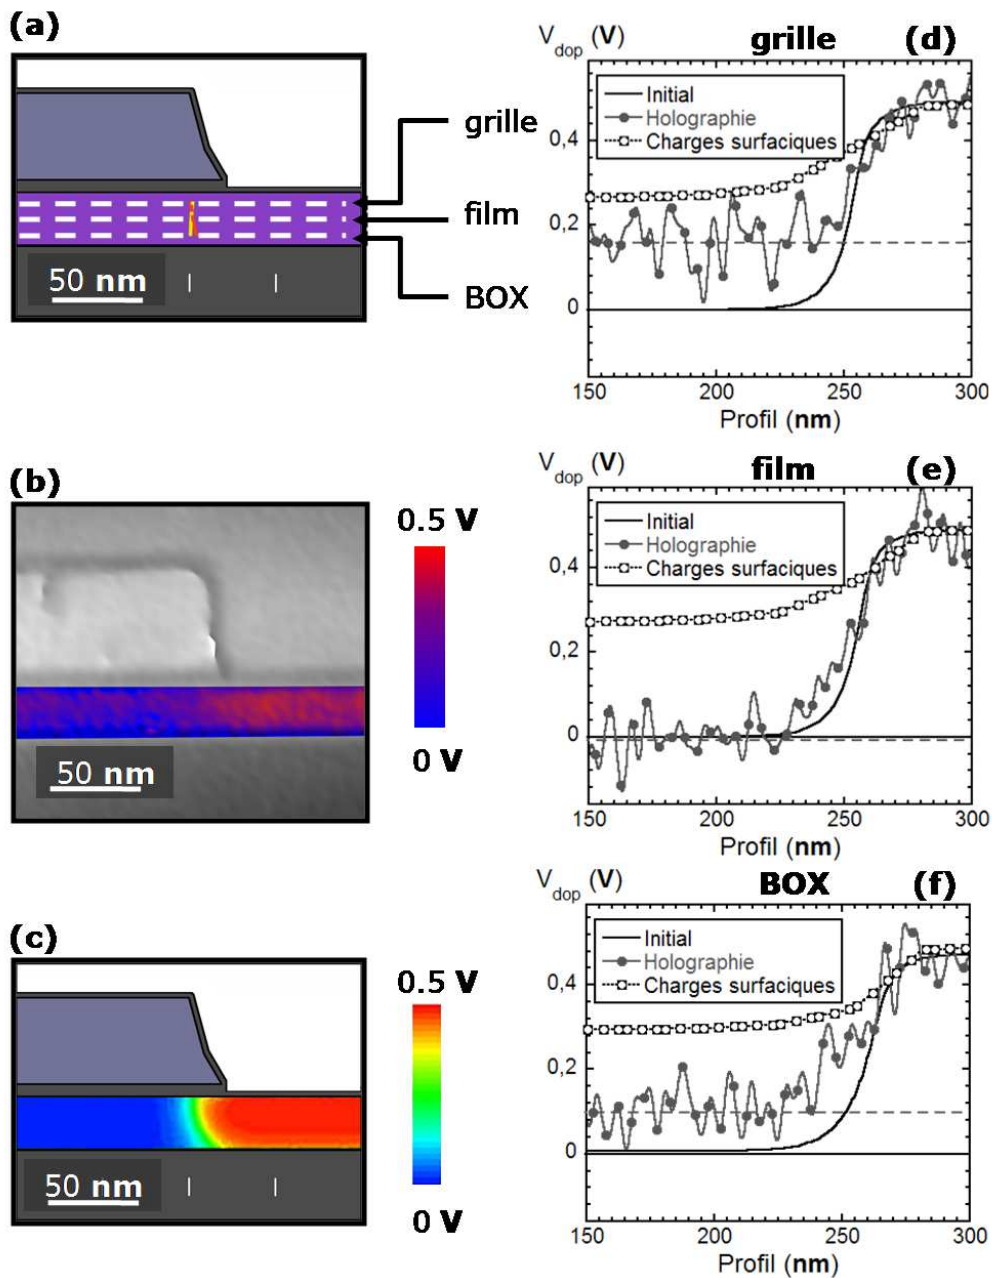 (a)
grille
film
BOX
50 nm
(b)
0.5 V
0 V
50 nm
(c)
0.5 V
0 V
50 nm
V_dop (V)
grille
(d)
Initial
Holographie
Charges surfaciques
0,4
0,2
0
150
200
250
300
Profil (nm)
V_dop (V)
film
(e)
Initial
Holographie
Charges surfaciques
0,4
0,2
0
150
200
250
300
Profil (nm)
V_dop (V)
BOX
(f)
Initial
Holographie
Charges surfaciques
0,4
0,2
0
150
200
250
300
Profil (nm)